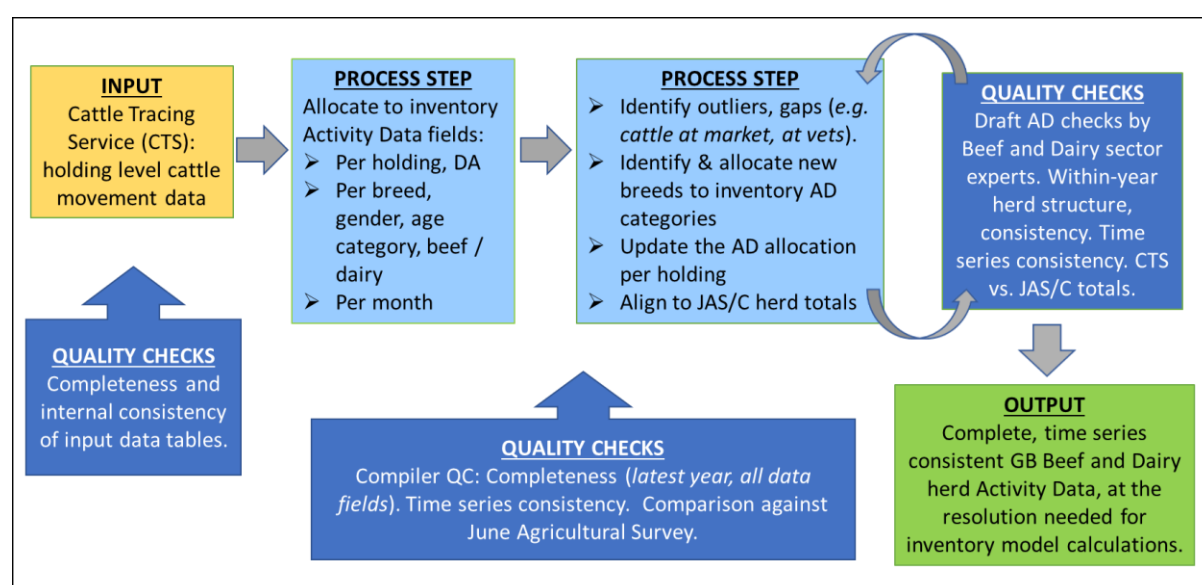 INPUT
Cattle Tracing
Service (CTS):
holding level cattle
movement data
QUALITY CHECKS
Completeness and
internal consistency
of input data tables.
PROCESS STEP
Allocate to inventory
Activity Data fields:
➢ Per holding, DA
➢ Per breed,
gender, age
category, beef /
dairy
➢ Per month
PROCESS STEP
➢ Identify outliers, gaps (e.g.
cattle at market, at vets).
➢ Identify & allocate new
breeds to inventory AD
categories
➢ Update the AD allocation
per holding
➢ Align to JAS/C herd totals
QUALITY CHECKS
Compiler QC: Completeness (latest year, all data
fields). Time series consistency.  Comparison against
June Agricultural Survey.
QUALITY CHECKS
Draft AD checks by
Beef and Dairy sector
experts. Within-year
herd structure,
consistency. Time
series consistency. CTS
vs. JAS/C totals.
OUTPUT
Complete, time series
consistent GB Beef and Dairy
herd Activity Data, at the
resolution needed for
inventory model calculations.